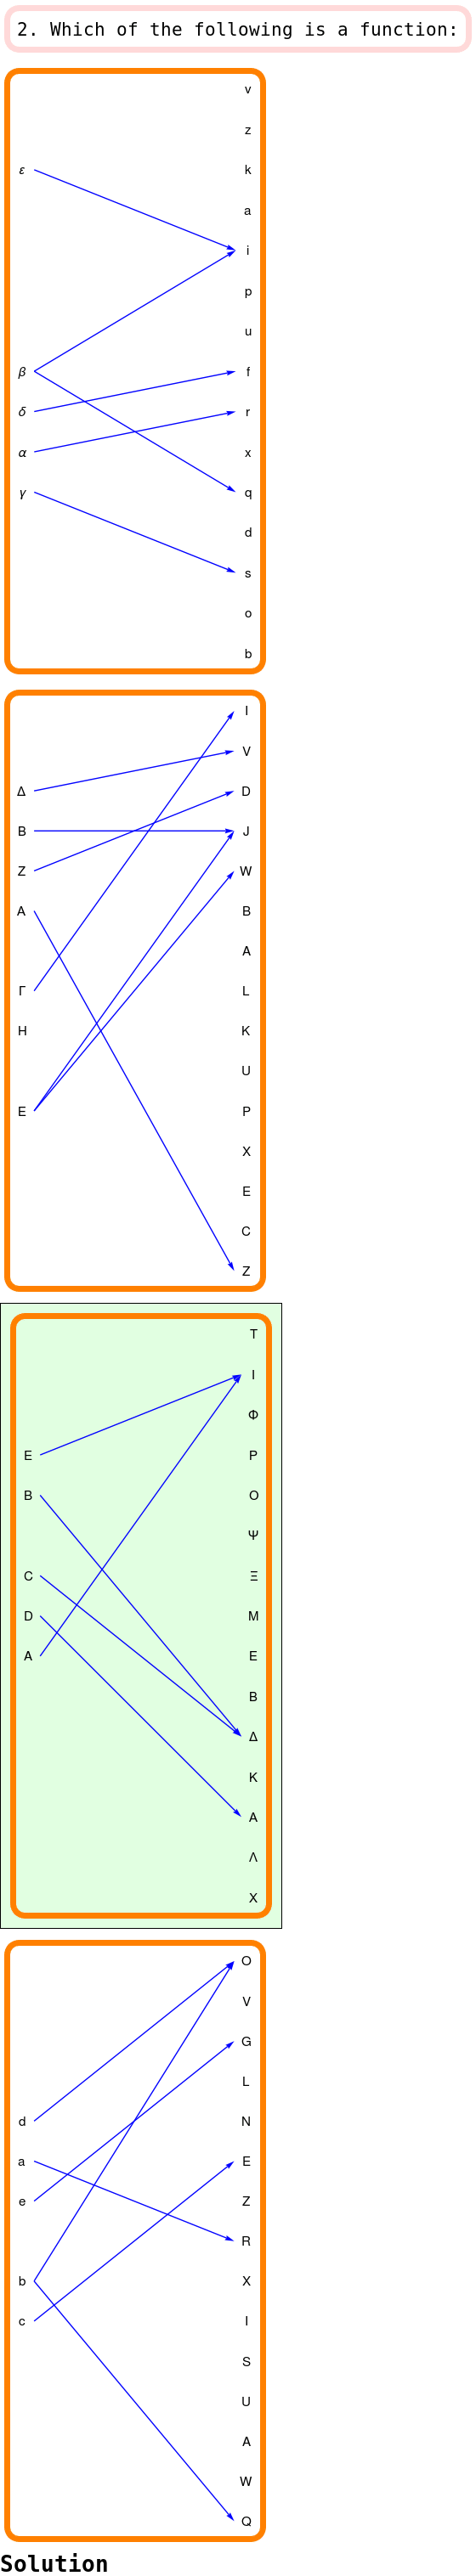 2. Which of the following is a function:
v
z
ε k
a
i
p
u
β f
δ r
α x
γ q
d
s
o
b
I
V
Δ D
B J
Z W
A B
A
Γ L
H K
U
E P
X
E
C
Z
T
I
Φ
E P
B O
Ψ
C Ξ
D M
A E
B
Δ
K
A
Λ
X
O
V
G
L
d N
a E
e Z
R
b X
c I
S
U
A
W
Q
Solution